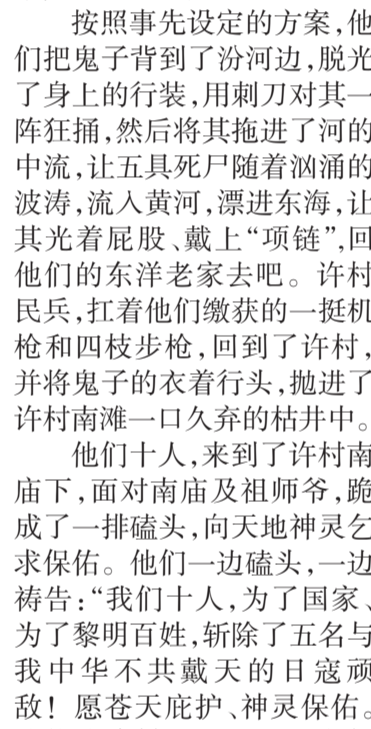 按照事先设定的方案,他
们把鬼子背到了汾河边,脱光
了身上的行装,用刺刀对其一
阵狂捅,然后将其拖进了河的
中流,让五具死尸随着汹涌的
波涛,流入黄河,漂进东海,让
其光着屁股、戴上“项链”,回
他们的东洋老家去吧。许村
民兵,扛着他们缴获的一挺机
枪和四枝步枪,回到了许村,
并将鬼子的衣着行头,抛进了
许村南滩一口久弃的枯井中。
他们十人,来到了许村南
庙下,面对南庙及祖师爷,跪
成了一排磕头,向天地神灵乞
求保佑。他们一边磕头,一边
祷告:“我们十人,为了国家、
为了黎明百姓,斩除了五名与
我中华不共戴天的日寇顽
敌！愿苍天庇护、神灵保佑。